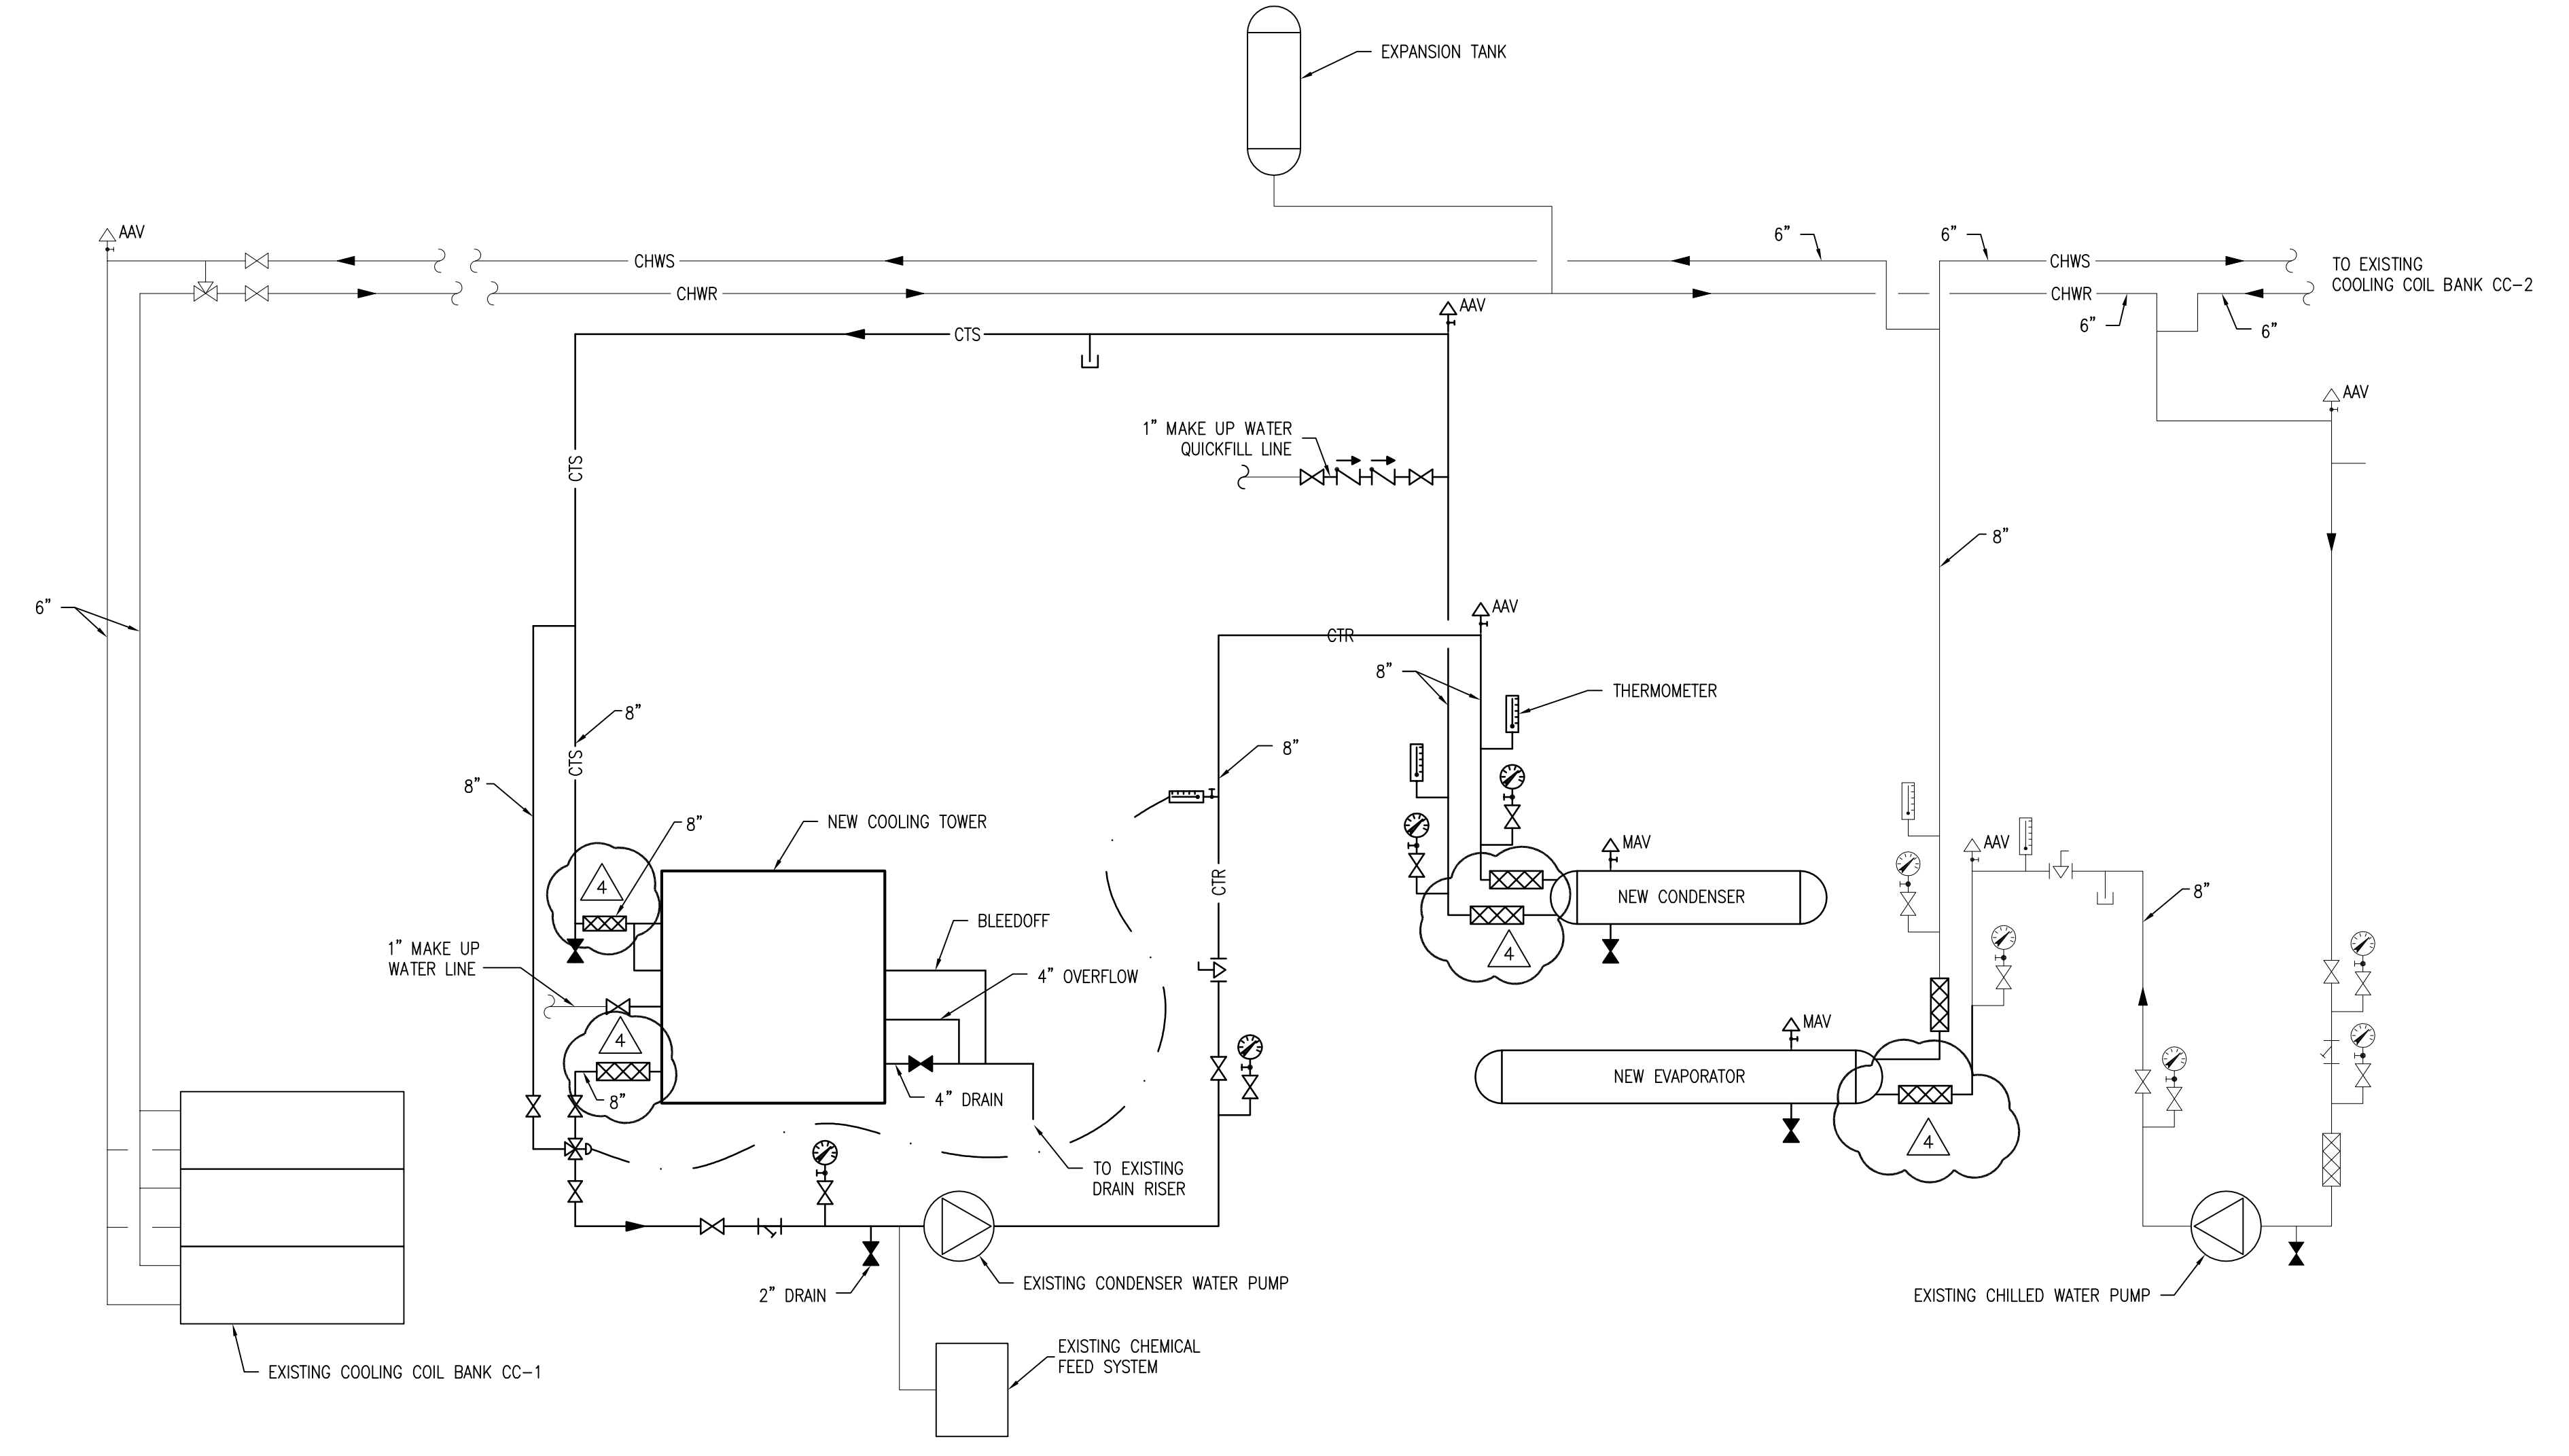 EXPANSION TANK
AAV
6”
6”
CHWS
CHWS
TO EXISTING
COOLING COIL BANK CC-2
CHWR
CHWR
AAV
6”
6”
CTS
AAV
1” MAKE UP WATER
QUICKFILL LINE
CTS
8”
6”
AAV
CTR
8”
THERMOMETER
8”
8”
CTS
8”
NEW COOLING TOWER
8”
MAV
AAV
4
CTR
NEW CONDENSER
8”
BLEEDOFF
1” MAKE UP
WATER LINE
4” OVERFLOW
4
MAV
4
NEW EVAPORATOR
8”
4” DRAIN
4
TO EXISTING
DRAIN RISER
EXISTING CONDENSER WATER PUMP
2” DRAIN
EXISTING CHILLED WATER PUMP
EXISTING CHEMICAL
FEED SYSTEM
EXISTING COOLING COIL BANK CC-1